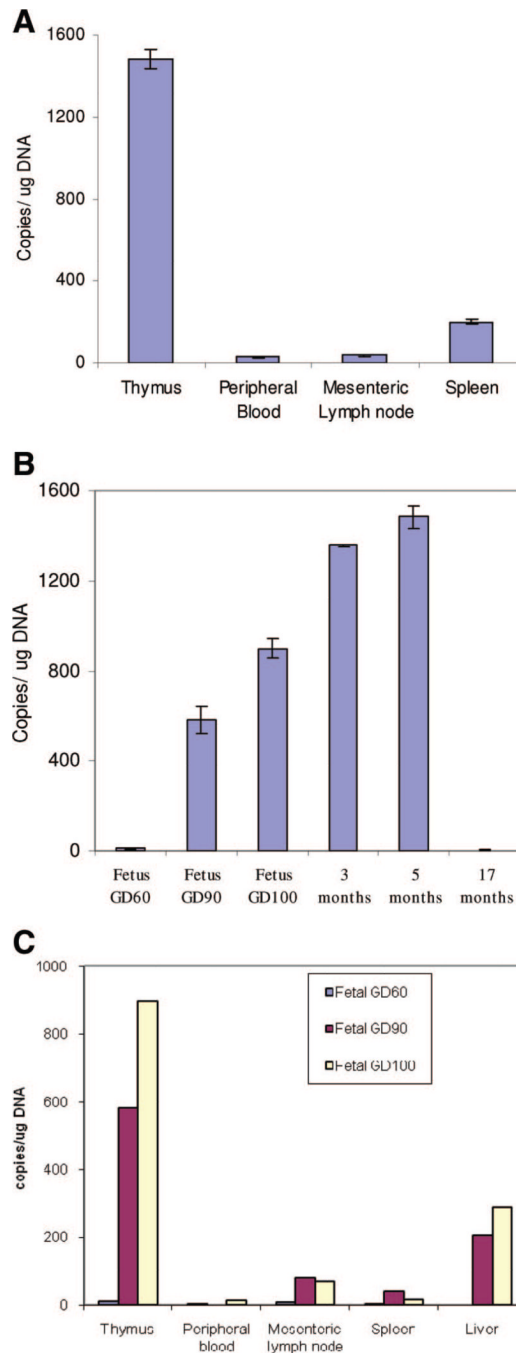 A
1600
1200
800
400
0
Copies/ ug DNA
Thymus
Peripheral
Blood
Mesenteric
Lymph node
Spleen
B
1600
1200
800
400
0
Copies/ ug DNA
Fetus
GD60
Fetus
GD90
Fetus
GD100
3
months
5
months
17
months
C
1000
800
600
400
200
0
copies/ug DNA
Fetal GD60
Fetal GD90
Fetal GD100
Thymus
Peripheral
blood
Mesenteric
lymph node
Spleen
Liver